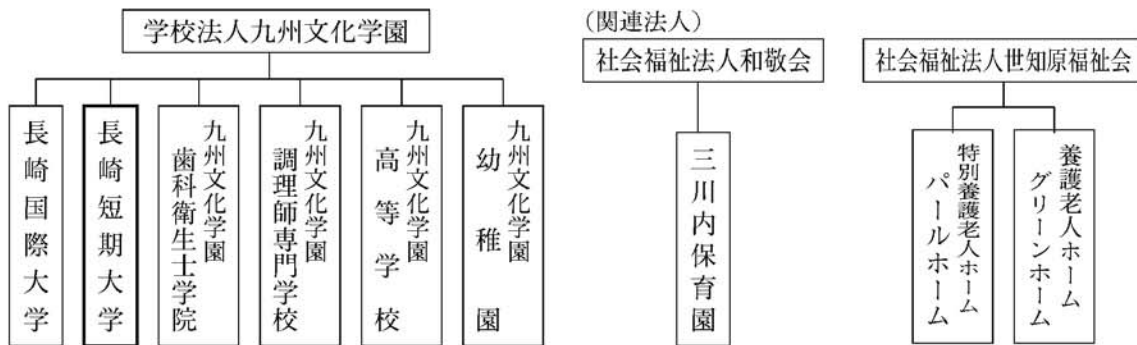 学校法人九州文化学園
長崎国際大学
長崎短期大学
九州文化学園
歯科衛生士学院
九州文化学園
調理師専門学校
九州文化学園
高等学校
九州文化学園
幼稚園
（関連法人）
社会福祉法人和敬会
三川内保育園
社会福祉法人世知原福祉会
特別養護老人ホーム
パールホーム
養護老人ホーム
グリーンホーム